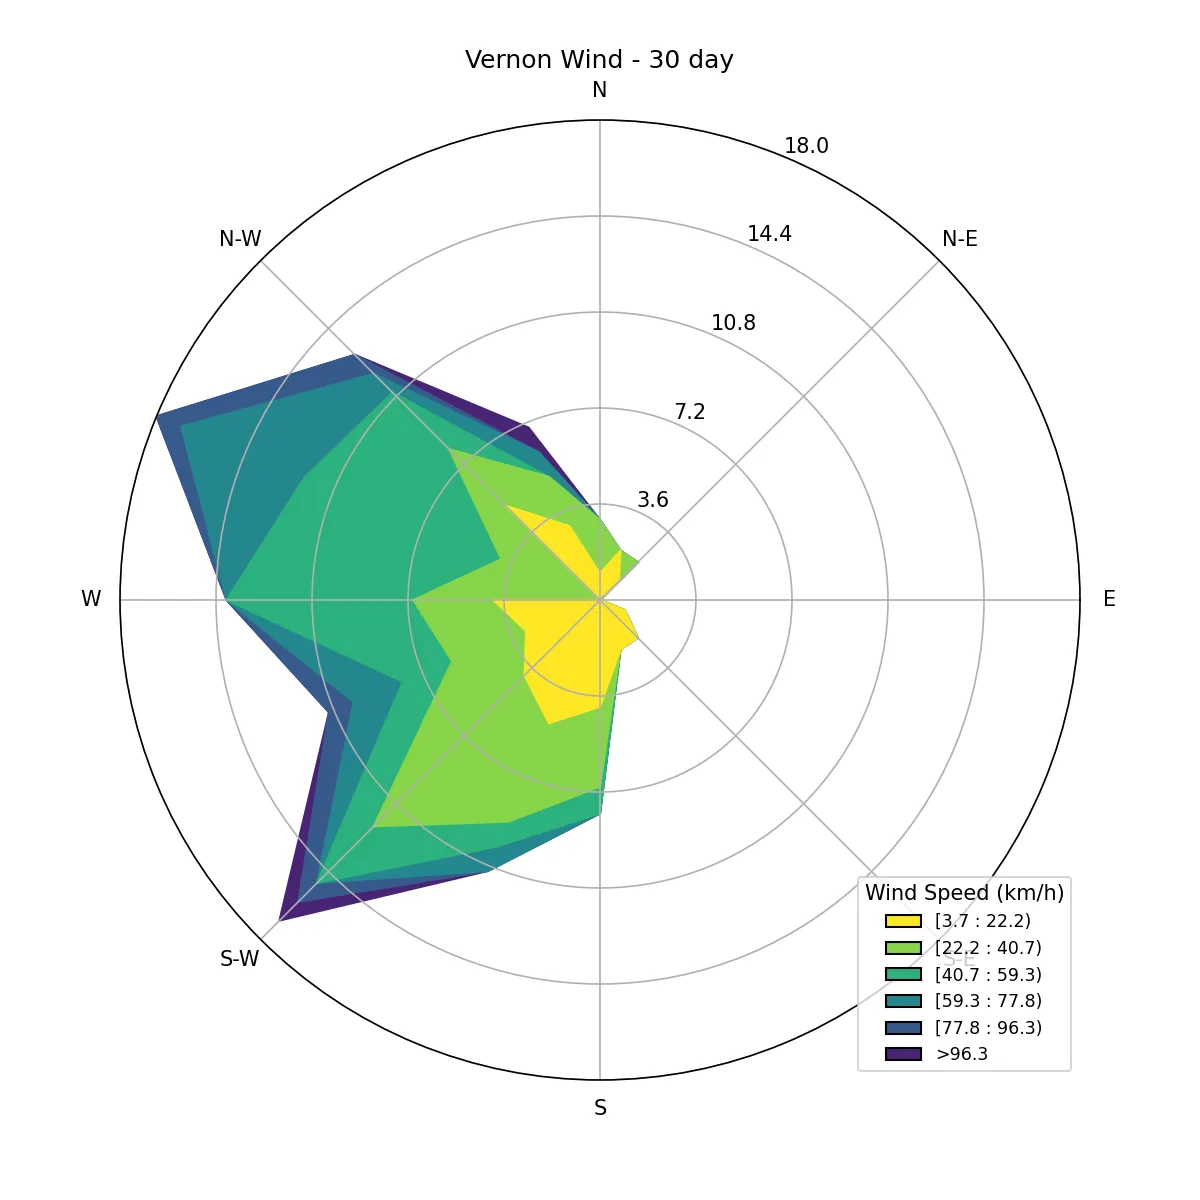 Vernon Wind - 30 day
N
18.0
N-W
14.4
N-E
10.8
7.2
3.6
W
E
Wind Speed (km/h)
[3.7 : 22.2)
[22.2 : 40.7)
S-W
S-E
[40.7 : 59.3)
[59.3 : 77.8)
[77.8 : 96.3)
>96.3
S